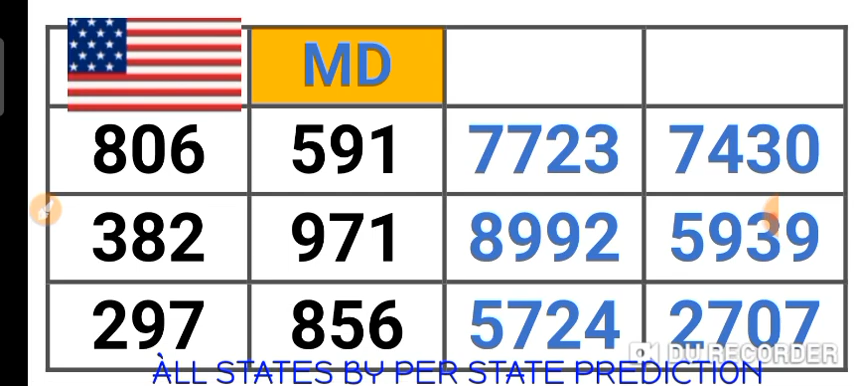 MD
806 591 7723 7430
382 971 8992 5939
297 856 5724 2707
DU RECORDER
ÀLL STATES BY PER STATE PREDICTION